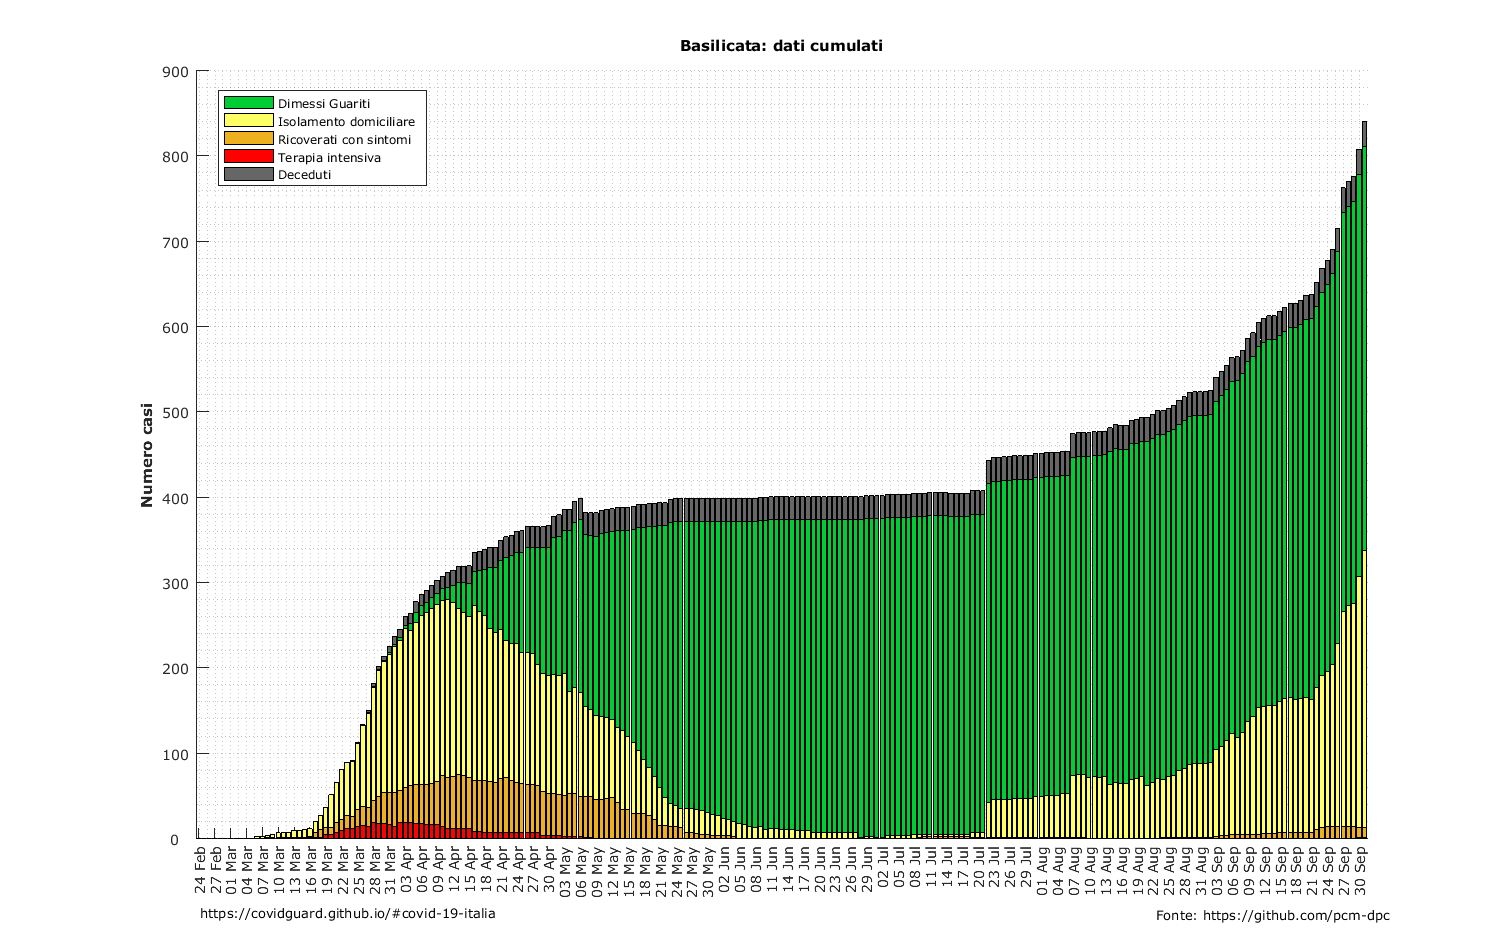 Basilicata: dati cumulati
Numero casi
900
800
700
600
500
400
300
200
100
0
Dimessi Guariti
Isolamento domiciliare
Ricoverati con sintomi
Terapia intensiva
Deceduti
24 Feb
27 Feb
01 Mar
04 Mar
07 Mar
10 Mar
13 Mar
16 Mar
19 Mar
22 Mar
25 Mar
28 Mar
31 Mar
03 Apr
06 Apr
09 Apr
12 Apr
15 Apr
18 Apr
21 Apr
24 Apr
27 Apr
30 Apr
03 May
06 May
09 May
12 May
15 May
18 May
21 May
24 May
27 May
30 May
02 Jun
05 Jun
08 Jun
11 Jun
14 Jun
17 Jun
20 Jun
23 Jun
26 Jun
29 Jun
02 Jul
05 Jul
08 Jul
11 Jul
14 Jul
17 Jul
20 Jul
23 Jul
26 Jul
29 Jul
01 Aug
04 Aug
07 Aug
10 Aug
13 Aug
16 Aug
19 Aug
22 Aug
25 Aug
28 Aug
31 Aug
03 Sep
06 Sep
09 Sep
12 Sep
15 Sep
18 Sep
21 Sep
24 Sep
27 Sep
30 Sep
https://covidguard.github.io/#covid-19-italia
Fonte: https://github.com/pcm-dpc